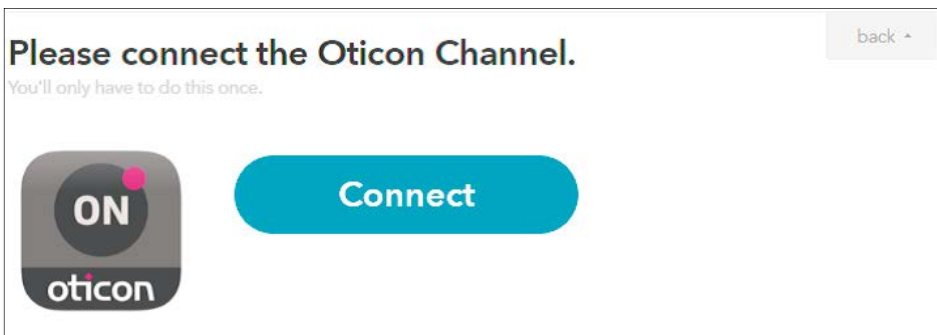 Please connect the Oticon Channel.
back
You'll only have to do this once.
ON
Connect
oticon